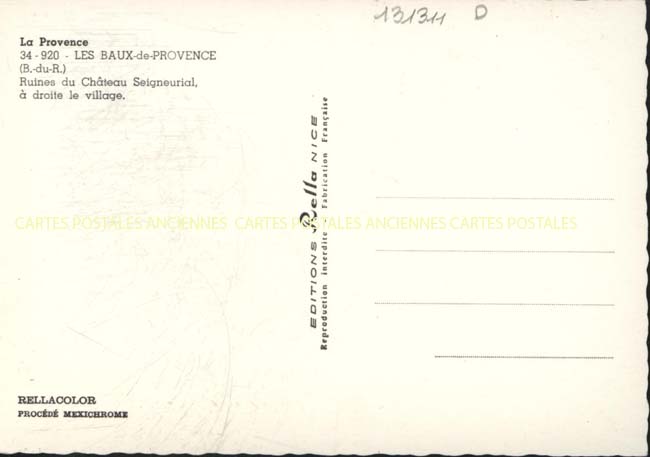 131311 D
La Provence
34-920 - LES BAUX-de-PROVENCE
(B.-du-R.)
Ruines du Château Seigneurial,
à droite le village.
EDITIONS Rella NICE
Reproduction interdite - Fabrication Française
CARTES POSTALES ANCIENNES CARTES POSTALES ANCIENNES CARTES POSTALES
RELLACOLOR
PROCÉDÉ MEXICHROME